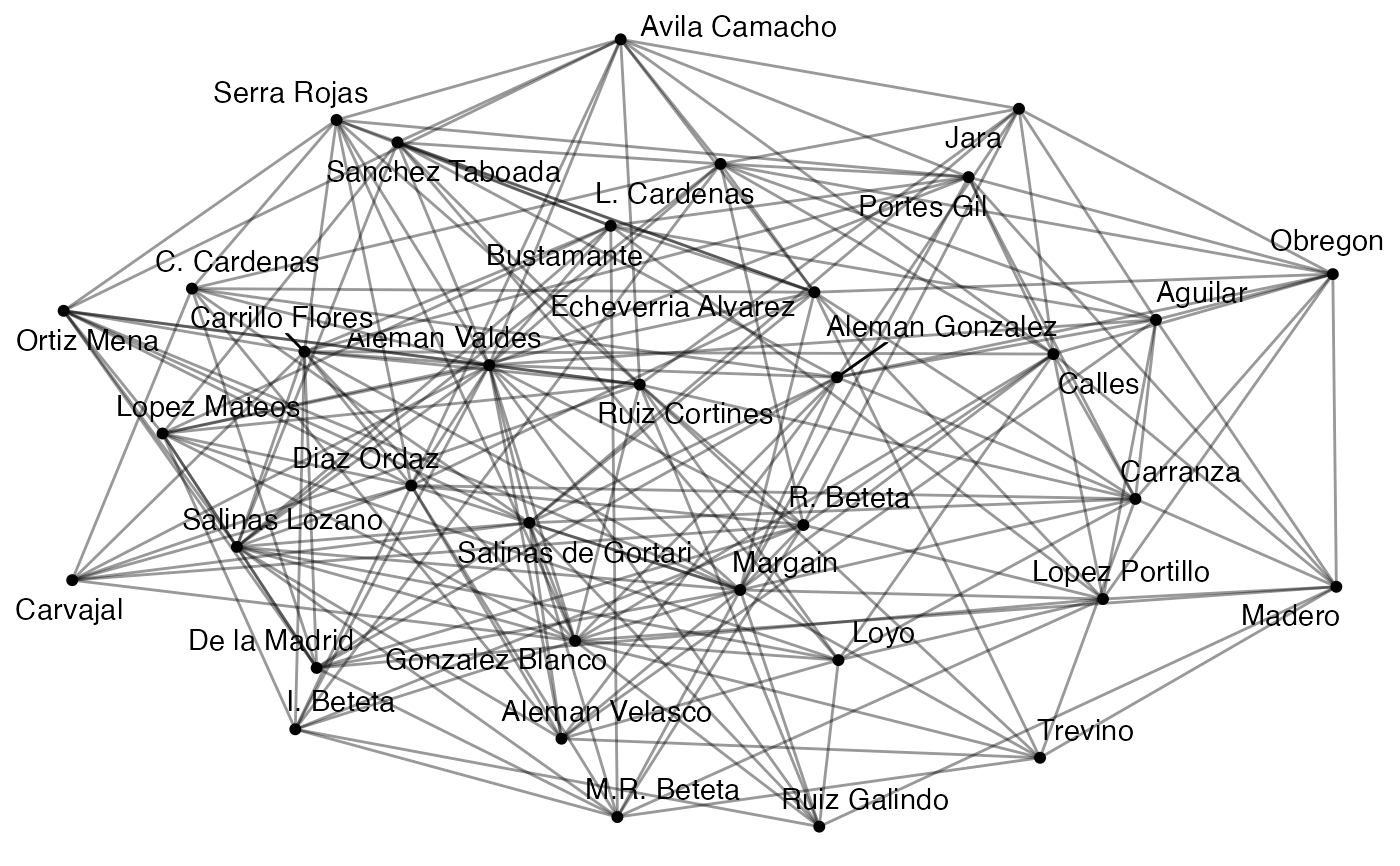 Avila Camacho
Serra Rojas
Jara
Sanchez Taboada
L. Cardenas
Portes Gil
Obregon
Bustamante
C. Cardenas
Aguilar
Echeverria Alvarez
Carrillo Flores
Aleman Gonzalez
Ortiz Mena
Aleman Valdes
Calles
Lopez Mateos
Ruiz Cortines
Diaz Ordaz
Carranza
R. Beteta
Salinas Lozano
Salinas de Gortari
Margain
Lopez Portillo
Carvajal
Madero
De la Madrid
Loyo
Gonzalez Blanco
I. Beteta
Aleman Velasco
Trevino
M.R. Beteta
Ruiz Galindo